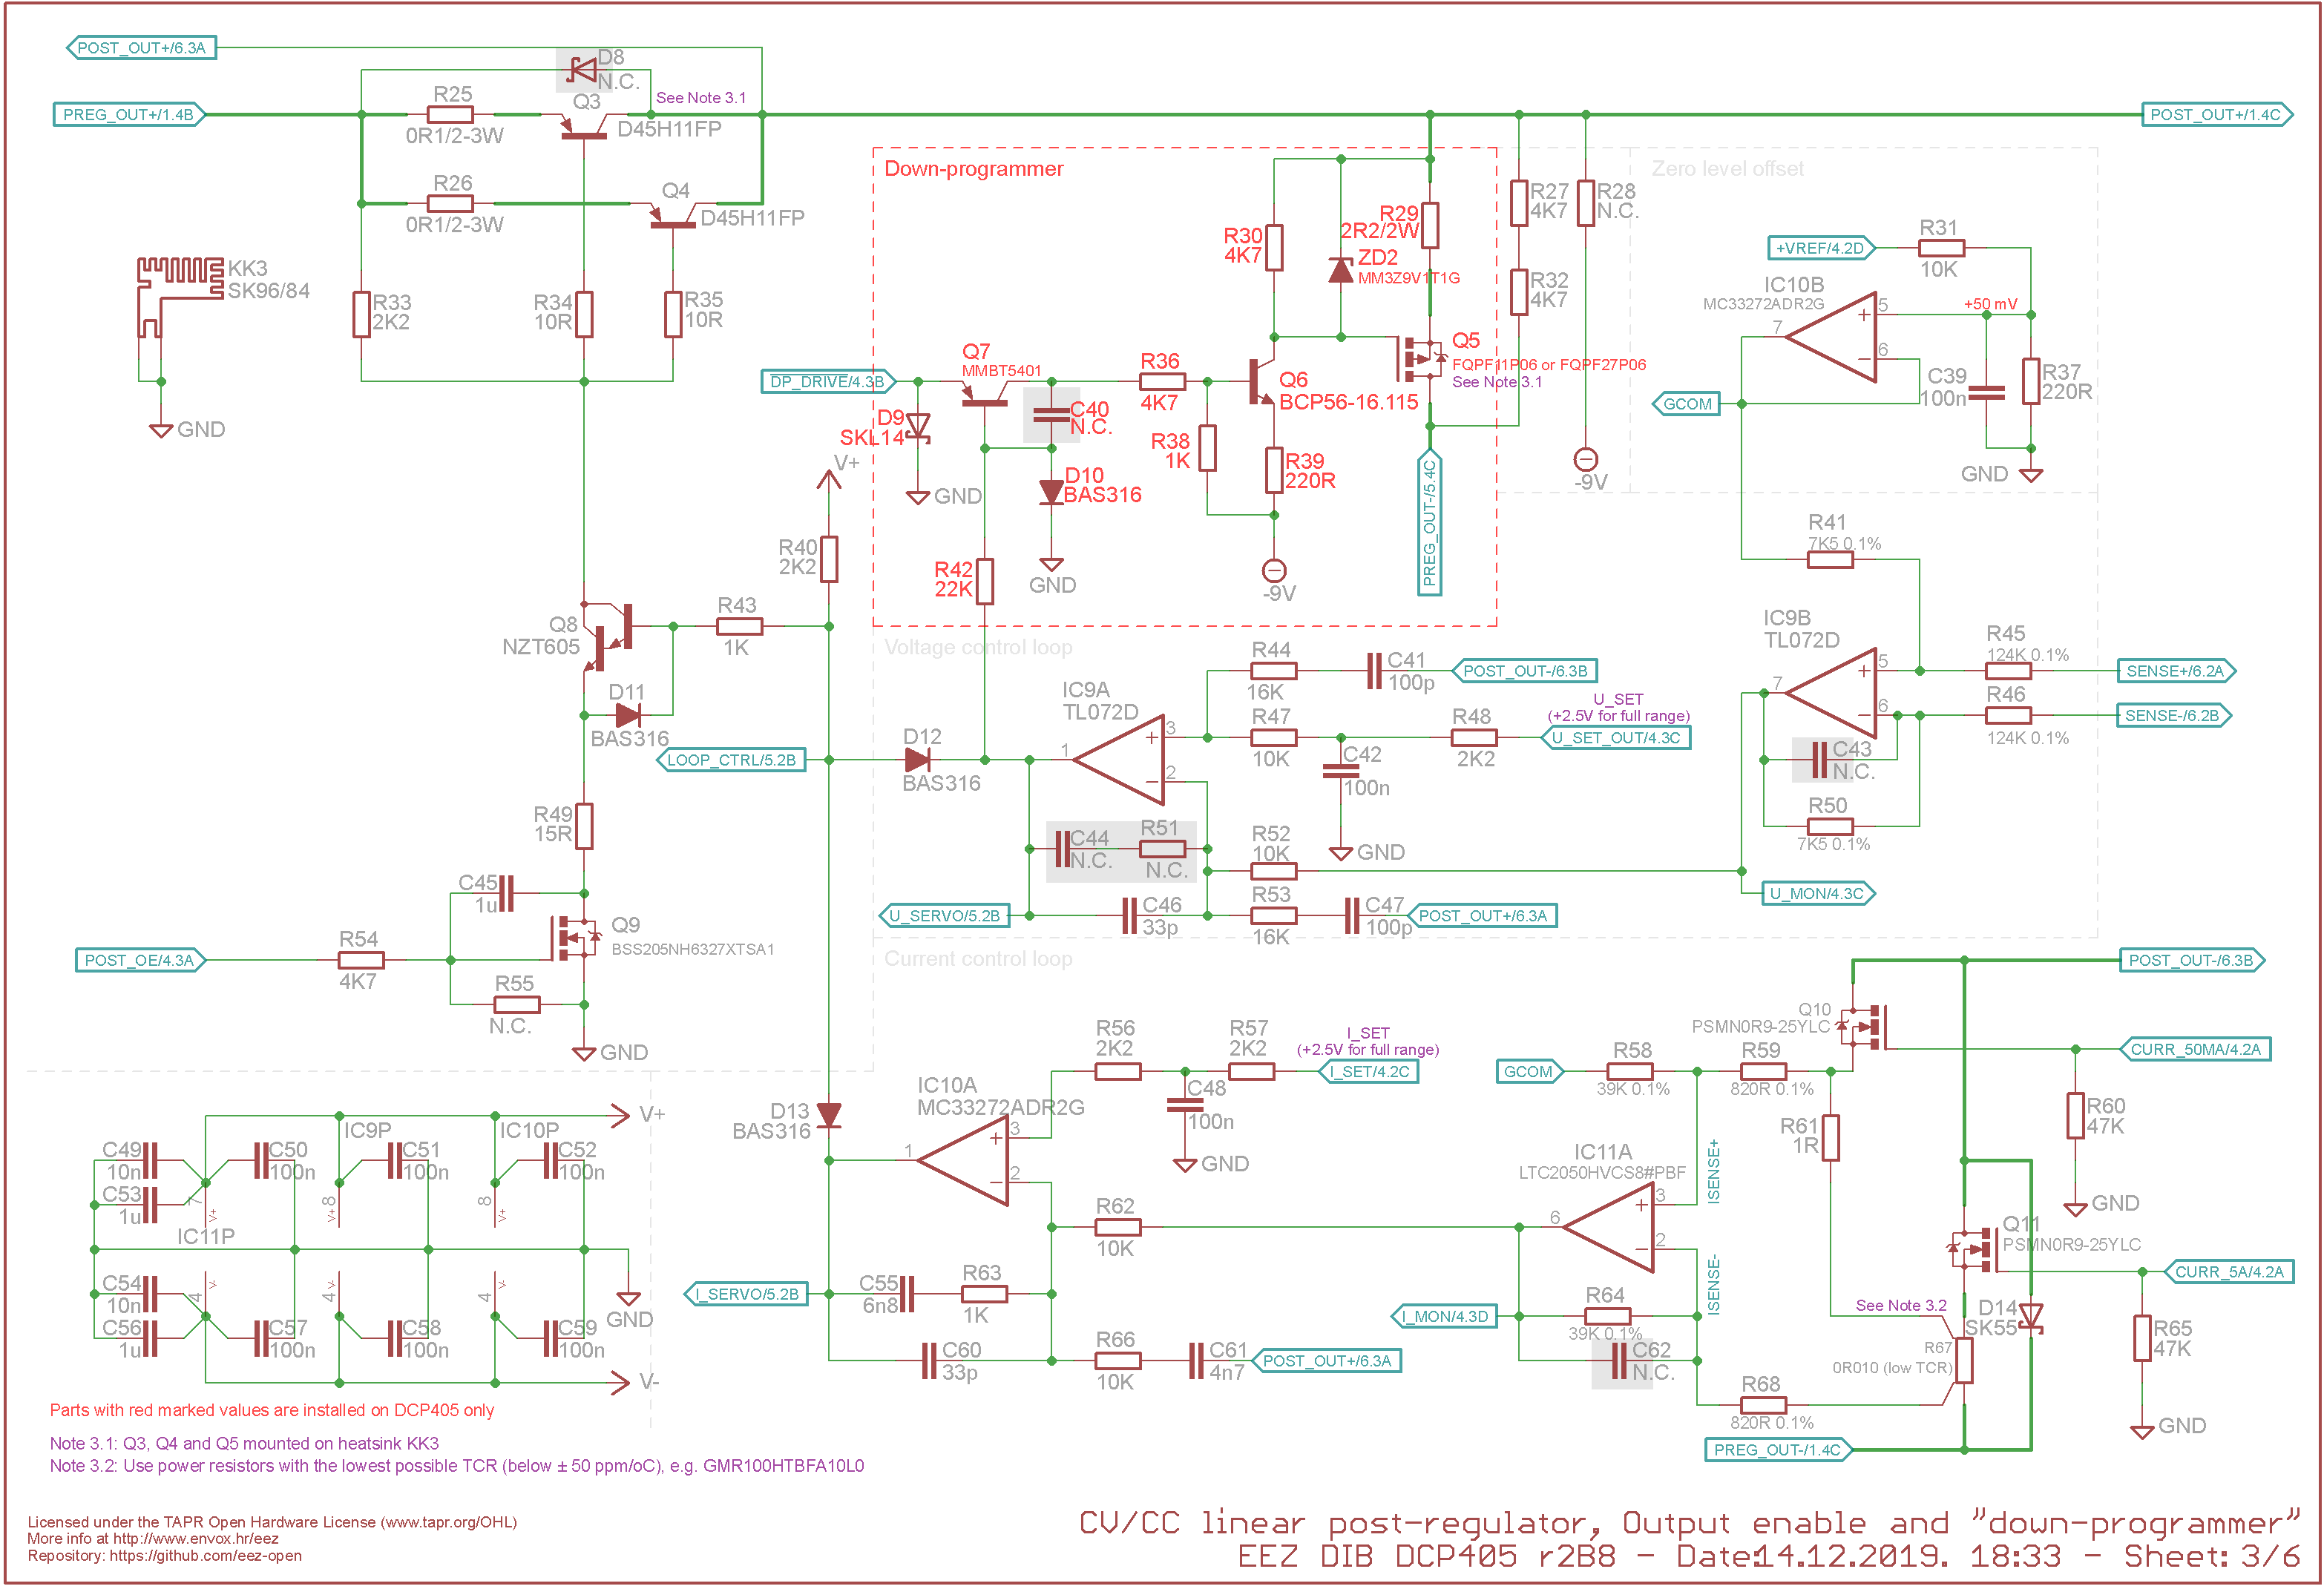 POST_OUT+/6.3A
D8
N.C.
Q3
See Note 3.1
D45H11FP
PREG_OUT+/1.4B
R25
0R1/2-3W
POST_OUT+/1.4C
R26
0R1/2-3W
Q4
D45H11FP
KK3
SK96/84
GND
R33
2K2
R34
10R
R35
10R
Down-programmer
R30
4K7
R29
2R2/2W
ZD2
MM3Z9V1T1G
R27
4K7
R28
N.C.
R32
4K7
Q5
FQPF11P06 or FQPF27P06
See Note 3.1
Q7
MMBT5401
DP_DRIVE/4.3B
D9
SKL14
GND
C40
N.C.
D10
BAS316
GND
R36
4K7
R38
1K
Q6
BCP56-16.115
R39
220R
-9V
PREG_OUT-/5.4C
-9V
R42
22K
Zero level offset
+VREF/4.2D
R31
10K
IC10B
MC33272ADR2G
+50 mV
5
6
7
C39
100n
R37
220R
GND
GCOM
R41
7K5 0.1%
IC9B
TL072D
5
6
7
R45
124K 0.1%
SENSE+/6.2A
R46
124K 0.1%
SENSE-/6.2B
C43
N.C.
R50
7K5 0.1%
U_MON/4.3C
V+
R40
2K2
Q8
NZT605
R43
1K
D11
BAS316
LOOP_CTRL/5.2B
Voltage control loop
D12
BAS316
IC9A
TL072D
1
3
2
R44
16K
C41
100p
POST_OUT-/6.3B
U_SET
(+2.5V for full range)
R47
10K
R48
2K2
U_SET_OUT/4.3C
C42
100n
GND
C44
N.C.
R51
N.C.
R52
10K
R53
16K
C47
100p
POST_OUT+/6.3A
U_SERVO/5.2B
C46
33p
R49
15R
C45
1u
Q9
BSS205NH6327XTSA1
POST_OE/4.3A
R54
4K7
R55
N.C.
GND
Current control loop
R56
2K2
R57
2K2
I_SET
(+2.5V for full range)
I_SET/4.2C
C48
100n
GND
IC10A
MC33272ADR2G
1
3
2
D13
BAS316
R62
10K
I_SERVO/5.2B
C55
6n8
R63
1K
C60
33p
R66
10K
C61
4n7
POST_OUT+/6.3A
GCOM
R58
39K 0.1%
R59
820R 0.1%
ISENSE+
IC11A
LTC2050HVCS8#PBF
6
3
2
ISENSE-
I_MON/4.3D
R64
39K 0.1%
C62
N.C.
R68
820R 0.1%
PREG_OUT-/1.4C
POST_OUT-/6.3B
Q10
PSMN0R9-25YLC
CURR_50MA/4.2A
R61
1R
R60
47K
GND
Q11
PSMN0R9-25YLC
CURR_5A/4.2A
See Note 3.2
D14
SK55
R67
0R010 (low TCR)
R65
47K
GND
V+
C49
10n
C50
100n
IC9P
C51
100n
IC10P
C52
100n
C53
1u
7
V+
8
V+
8
V+
IC11P
C54
10n
C56
1u
4
V-
C57
100n
4
V-
C58
100n
4
V-
C59
100n
GND
V-
Parts with red marked values are installed on DCP405 only
Note 3.1: Q3, Q4 and Q5 mounted on heatsink KK3
Note 3.2: Use power resistors with the lowest possible TCR (below ± 50 ppm/oC), e.g. GMR100HTBFA10L0
Licensed under the TAPR Open Hardware License (www.tapr.org/OHL)
More info at http://www.envox.hr/eez
Repository: https://github.com/eez-open
CV/CC linear post-regulator, Output enable and "down-programmer"
EEZ DIB DCP405 r2B8 - Date:14.12.2019. 18:33 - Sheet: 3/6